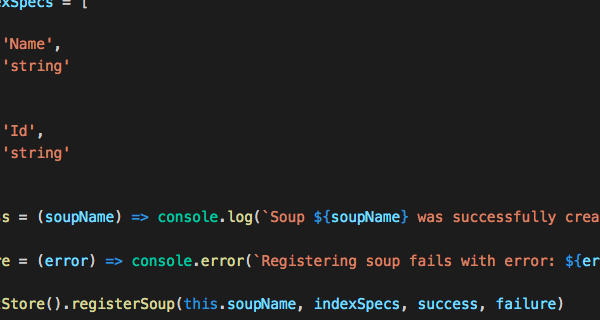 xSpecs = [
'Name',
'string'
'Id',
'string'
s = (soupName) => console.log(`Soup ${soupName} was successfully crea
re = (error) => console.error(`Registering soup fails with error: ${er
Store().registerSoup(this.soupName, indexSpecs, success, failure)